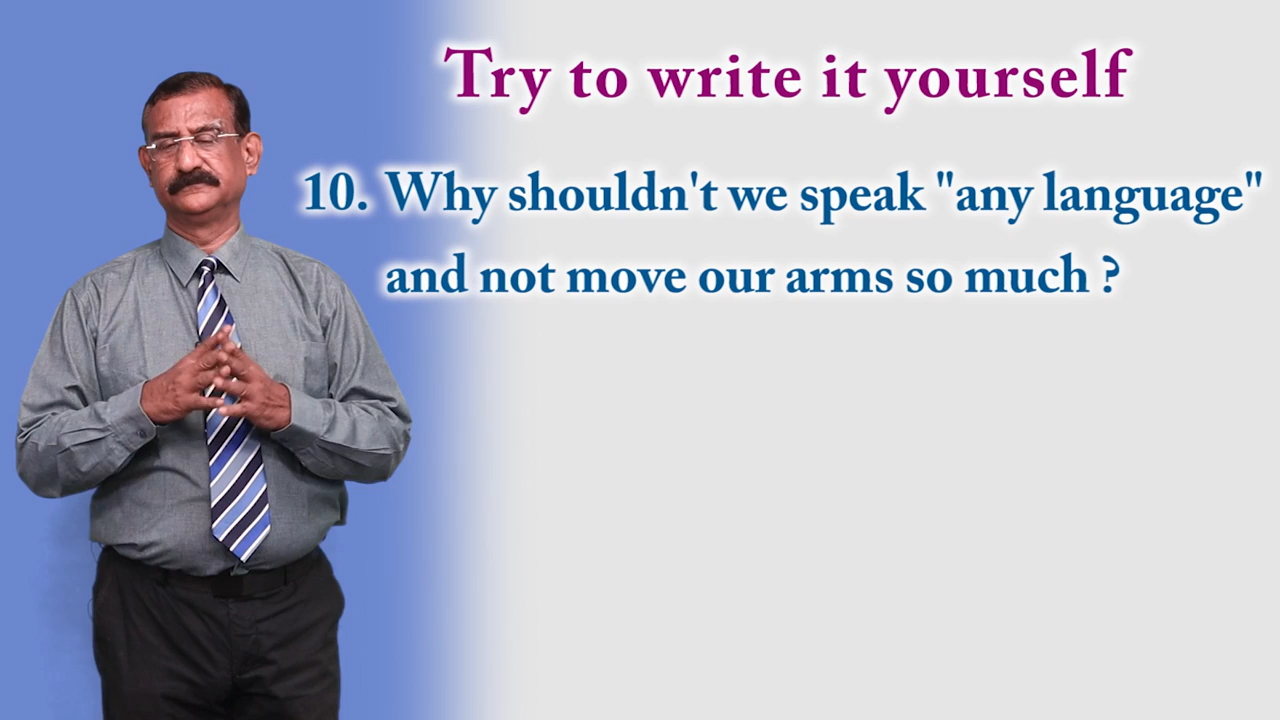 Try to write it yourself
10. Why shouldn't we speak "any language"
and not move our arms so much ?